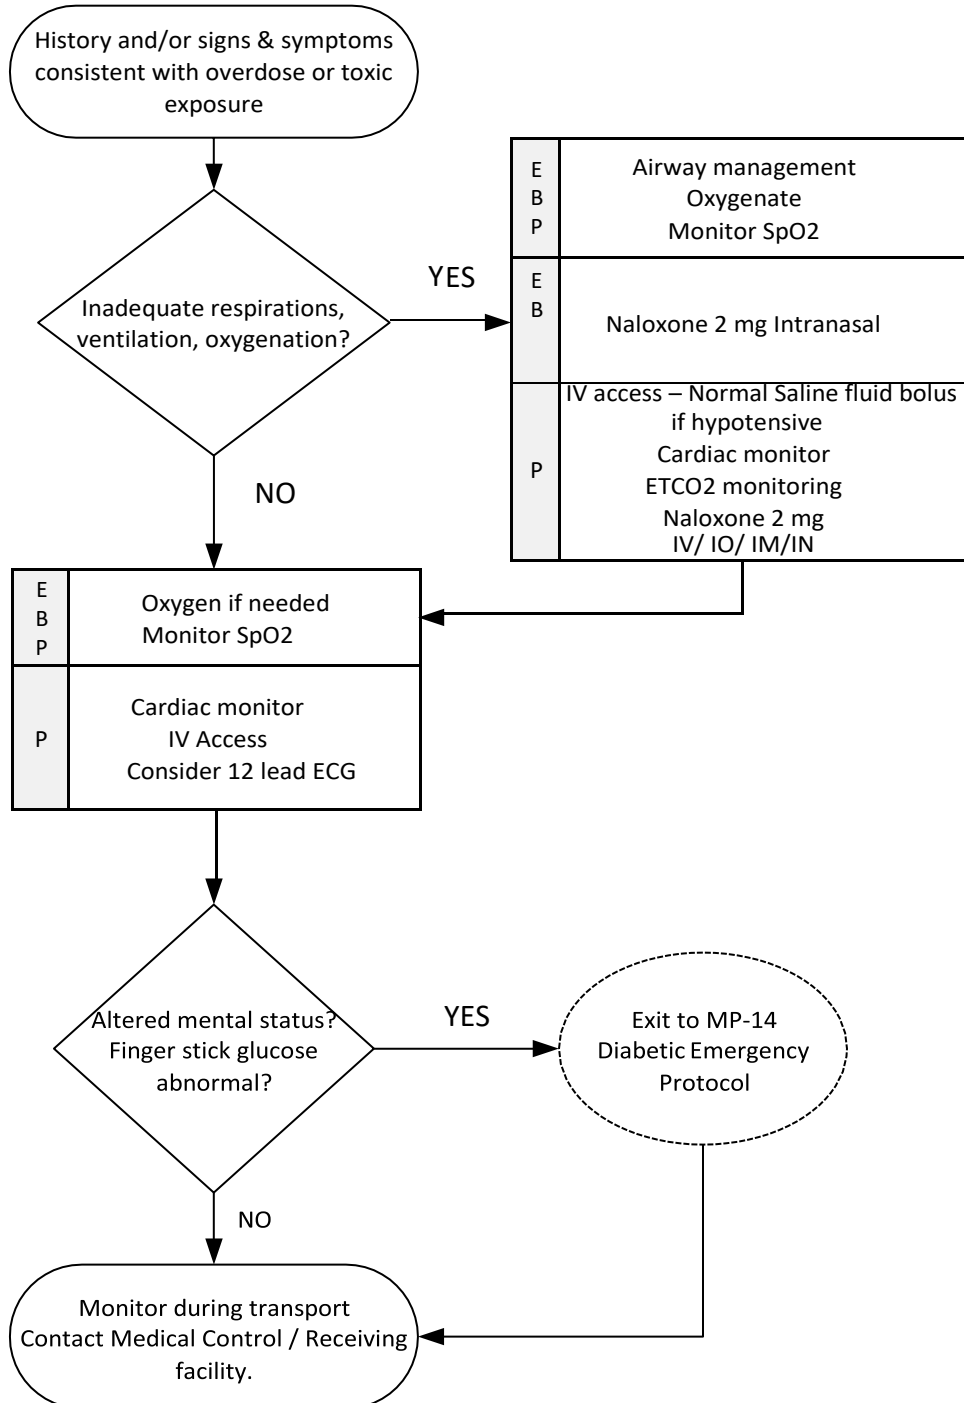 History and/or signs & symptoms
consistent with overdose or toxic
exposure
Inadequate respirations,
ventilation, oxygenation?
YES
E
B
P
Airway management
Oxygenate
Monitor SpO2
E
B
Naloxone 2 mg Intranasal
P
IV access – Normal Saline fluid bolus
if hypotensive
Cardiac monitor
ETCO2 monitoring
Naloxone 2 mg
IV/ IO/ IM/IN
NO
E
B
P
Oxygen if needed
Monitor SpO2
P
Cardiac monitor
IV Access
Consider 12 lead ECG
Altered mental status?
Finger stick glucose
abnormal?
YES
Exit to MP-14
Diabetic Emergency
Protocol
NO
Monitor during transport
Contact Medical Control / Receiving
facility.